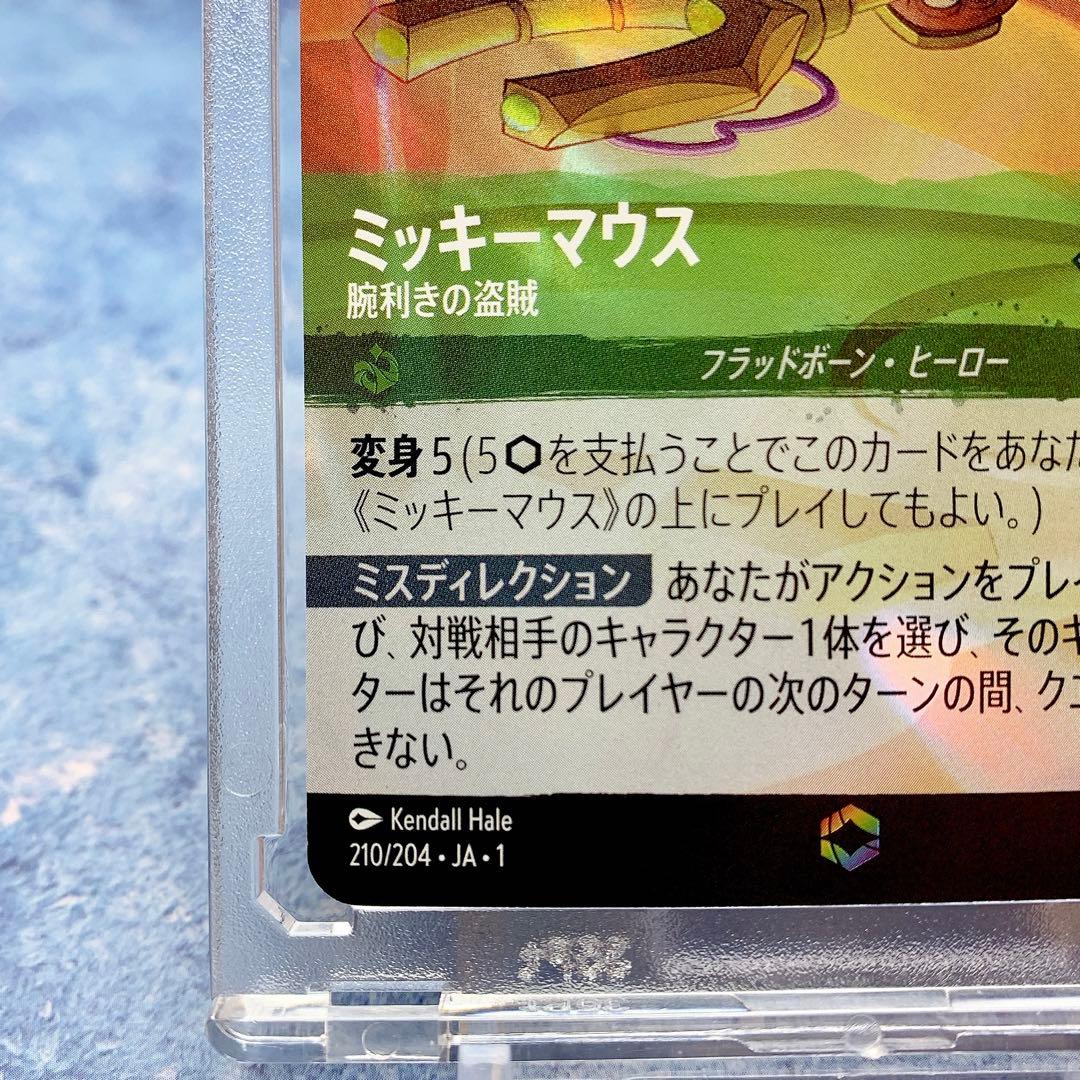 ミッキーマウス
腕利きの盗賊
フラッドボーン・ヒーロー
変身 5 (5⬡を支払うことでこのカードをあなた
《ミッキーマウス》の上にプレイしてもよい。)
ミスディレクション あなたがアクションをプレイ
び、対戦相手のキャラクター1体を選び、そのキ
ターはそれのプレイヤーの次のターンの間、クエ
きない。
Kendall Hale
210/204・JA・1